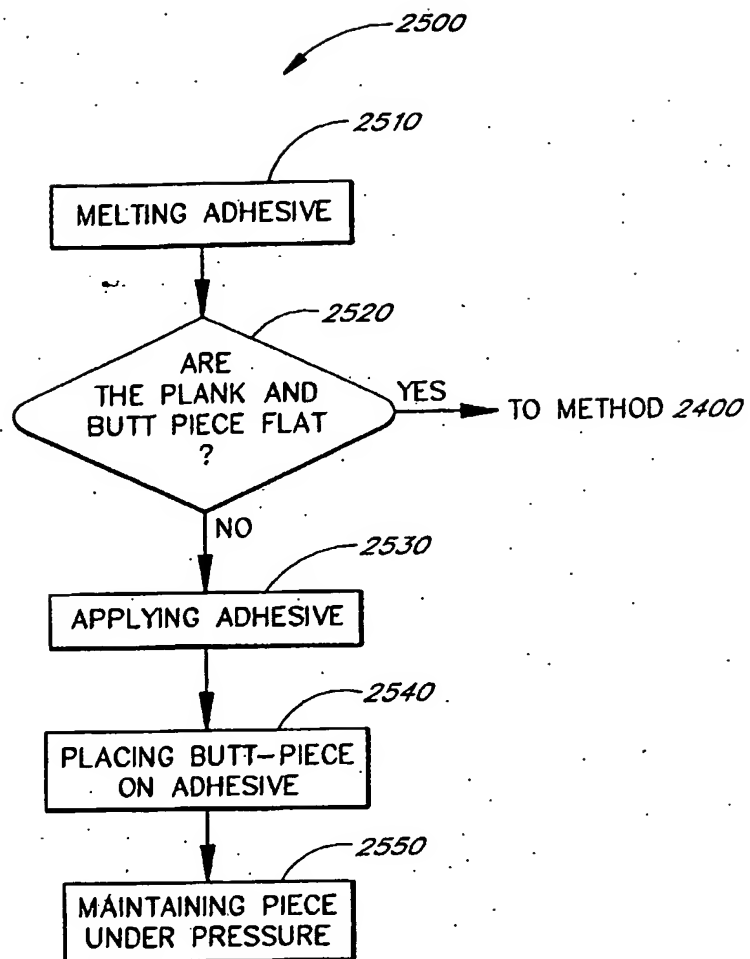 2500
2510
MELTING ADHESIVE
2520
ARE
THE PLANK AND
BUTT PIECE FLAT
?
YES
TO METHOD 2400
NO
2530
APPLYING ADHESIVE
2540
PLACING BUTT-PIECE
ON ADHESIVE
2550
MAINTAINING PIECE
UNDER PRESSURE